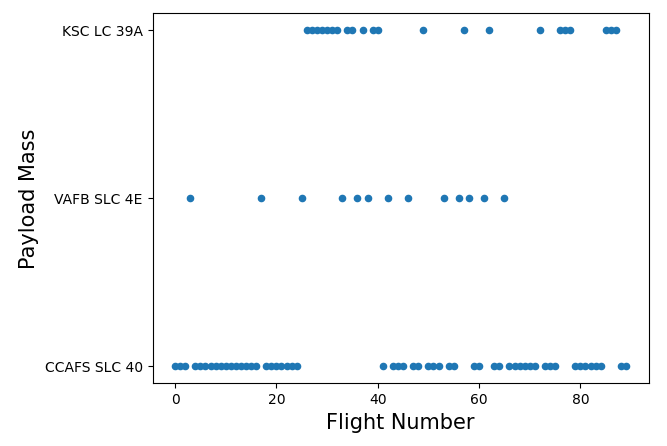 KSC LC 39A
VAFB SLC 4E
CCAFS SLC 40
Payload Mass
0 20 40 60 80
Flight Number